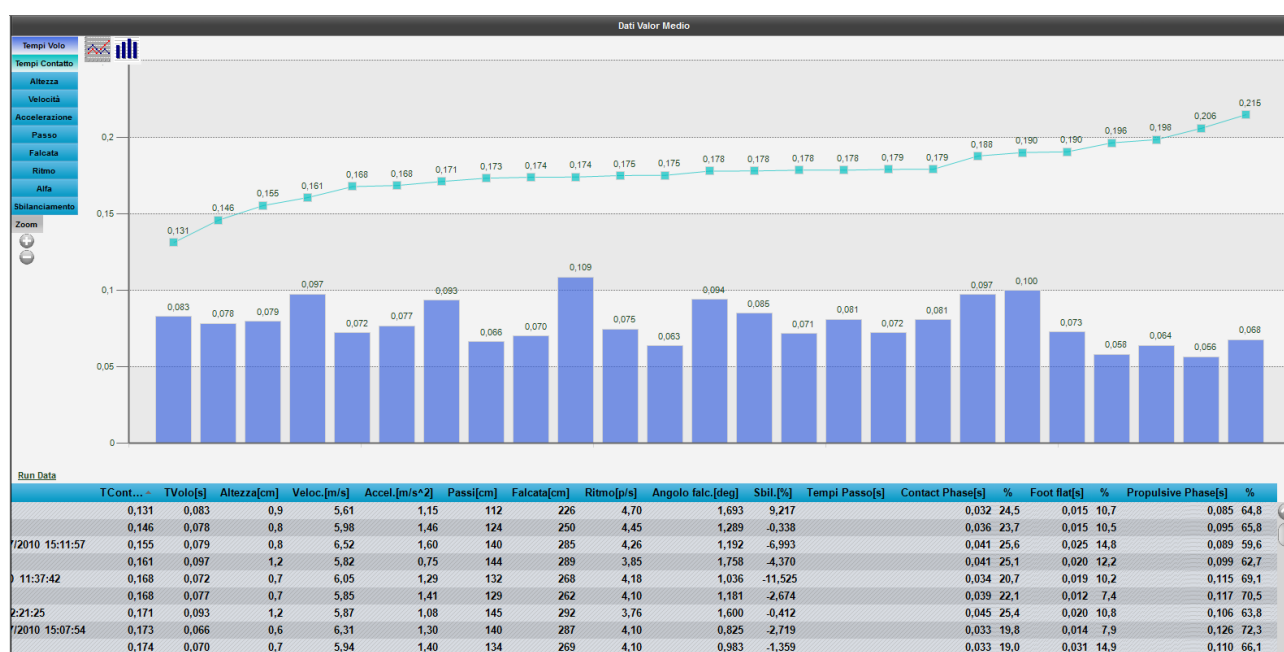 Dati Valor Medio
Tempi Volo
Tempi Contatto
Altezza
Velocità
Accelerazione
Passo
Falcata
Ritmo
Alfa
Sbilanciamento
Zoom
0,2
0,15
0,1
0,05
0
0,131 0,146 0,155 0,161 0,168 0,168 0,171 0,173 0,174 0,174 0,175 0,175 0,178 0,178 0,178 0,178 0,179 0,179 0,188 0,190 0,190 0,196 0,198 0,206 0,215
0,083 0,078 0,079 0,097 0,072 0,077 0,093 0,066 0,070 0,109 0,075 0,063 0,094 0,085 0,071 0,081 0,072 0,081 0,097 0,100 0,073 0,058 0,064 0,056 0,068
Run Data
TCont... TVolo[s] Altezza[cm] Veloc.[m/s] Accel.[m/s^2] Passi[cm] Falcata[cm] Ritmo[p/s] Angolo falc.[deg] Sbil.[%] Tempi Passo[s] Contact Phase[s] % Foot flat[s] % Propulsive Phase[s] %
0,131 0,083 0,9 5,61 1,15 112 226 4,70 1,693 9,217 0,032 24,5 0,015 10,7 0,085 64,8
0,146 0,078 0,8 5,98 1,46 124 250 4,45 1,289 -0,338 0,036 23,7 0,015 10,5 0,095 65,8
/2010 15:11:57 0,155 0,079 0,8 6,52 1,60 140 285 4,26 1,192 -6,993 0,041 25,6 0,025 14,8 0,089 59,6
0,161 0,097 1,2 5,82 0,75 144 289 3,85 1,758 -4,370 0,041 25,1 0,020 12,2 0,099 62,7
11:37:42 0,168 0,072 0,7 6,05 1,29 132 268 4,18 1,036 -11,525 0,034 20,7 0,019 10,2 0,115 69,1
0,168 0,077 0,7 5,85 1,41 129 262 4,10 1,181 -2,674 0,039 22,1 0,012 7,4 0,117 70,5
2:21:25 0,171 0,093 1,2 5,87 1,08 145 292 3,76 1,600 -0,412 0,045 25,4 0,020 10,8 0,106 63,8
/2010 15:07:54 0,173 0,066 0,6 6,31 1,30 140 287 4,10 0,825 -2,719 0,033 19,8 0,014 7,9 0,126 72,3
0,174 0,070 0,7 5,94 1,40 134 269 4,10 0,983 -1,359 0,033 19,0 0,031 14,9 0,110 66,1